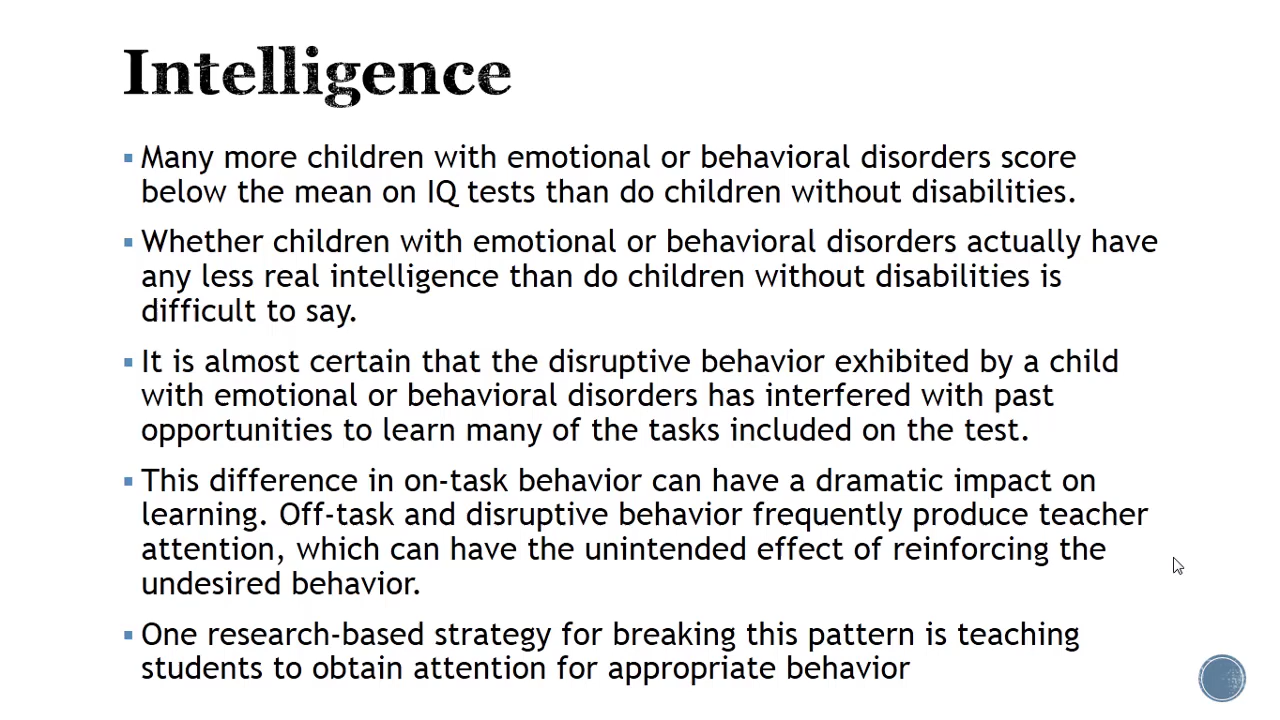 Intelligence
▪ Many more children with emotional or behavioral disorders score
below the mean on IQ tests than do children without disabilities.
▪ Whether children with emotional or behavioral disorders actually have
any less real intelligence than do children without disabilities is
difficult to say.
▪ It is almost certain that the disruptive behavior exhibited by a child
with emotional or behavioral disorders has interfered with past
opportunities to learn many of the tasks included on the test.
▪ This difference in on-task behavior can have a dramatic impact on
learning. Off-task and disruptive behavior frequently produce teacher
attention, which can have the unintended effect of reinforcing the
undesired behavior.
▪ One research-based strategy for breaking this pattern is teaching
students to obtain attention for appropriate behavior